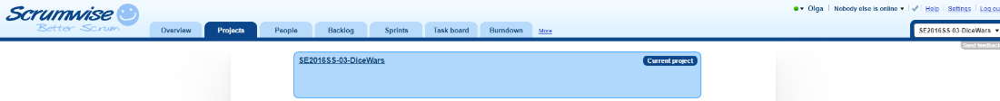 Scrumwise
Better Scrum
Overview
Projects
People
Backlog
Sprints
Task board
Burndown
More
Olga
Nobody else is online
Help
Settings
Log ou
SE2016SS-03-DiceWars
Send feedback
SE2016SS-03-DiceWars
Current project